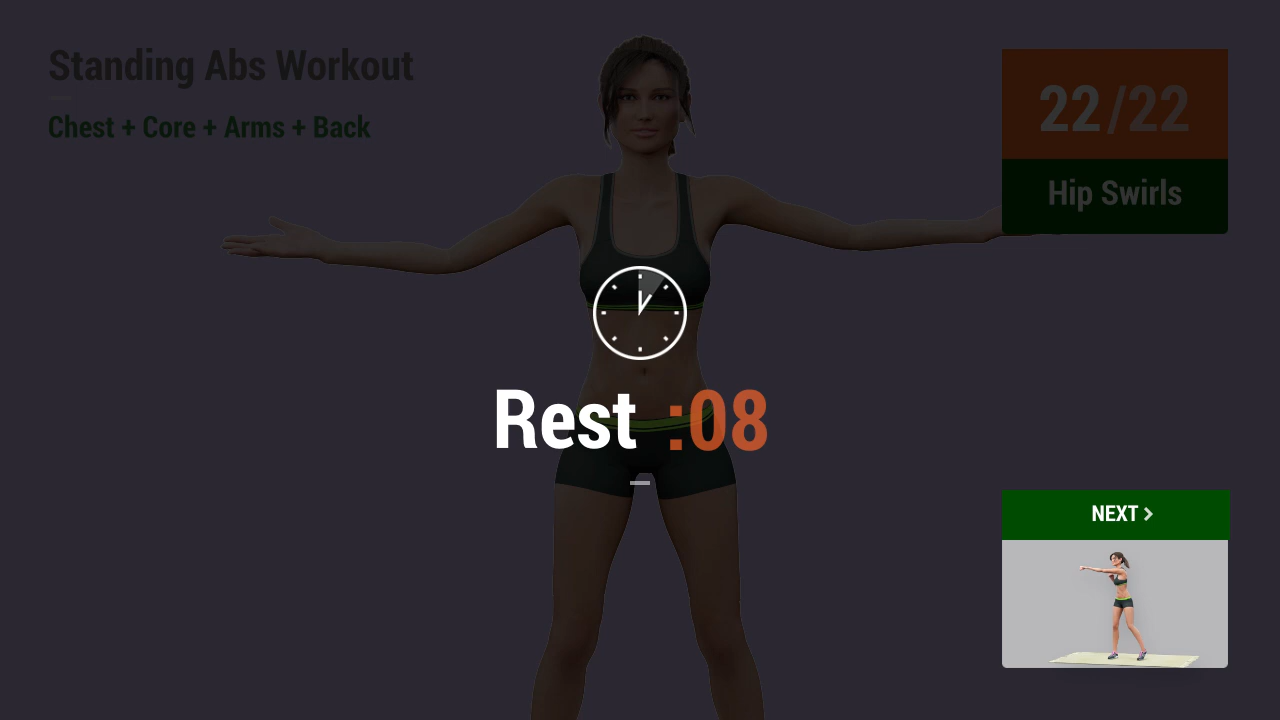 Standing Abs Workout
Chest + Core + Arms + Back
22/22
Hip Swirls
Rest :08
NEXT >